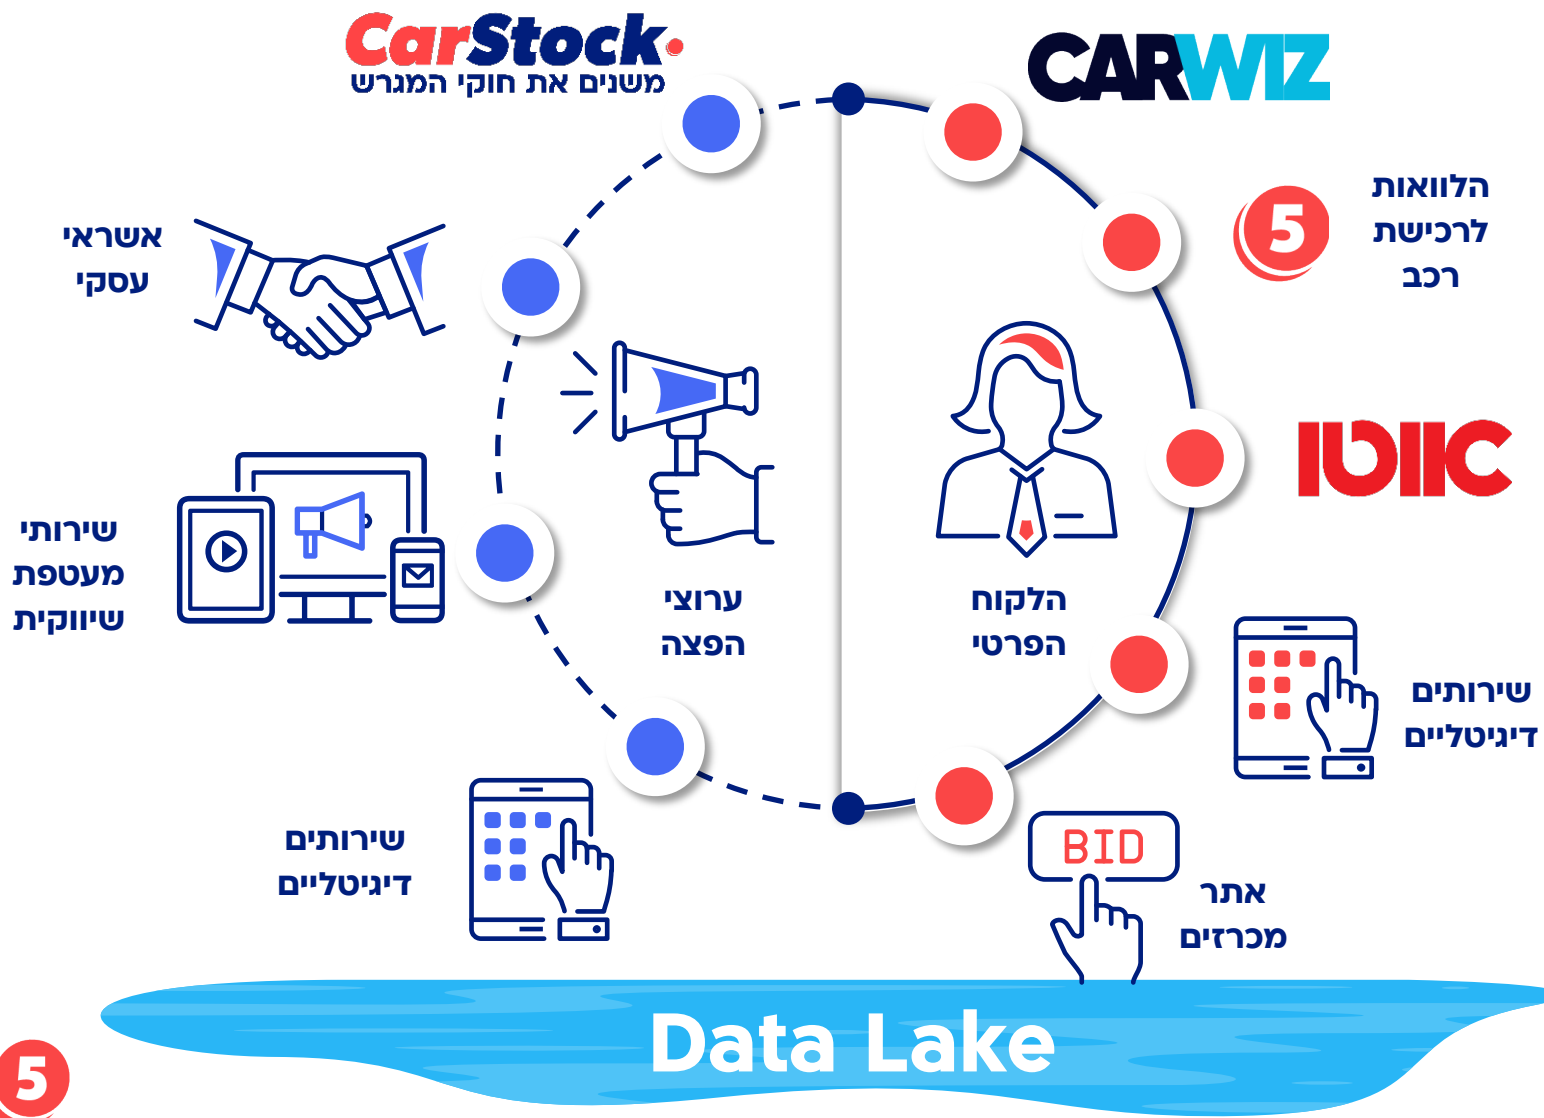 CarStock
משנים את חוקי המגרש
CARWIZ
הלוואות
לרכישת
רכב
5
אשראי
עסקי
אוטו
שירותי
מעטפת
שיווקית
ערוצי
הפצה
הלקוח
הפרטי
שירותים
דיגיטליים
שירותים
דיגיטליים
BID
אתר
מכרזים
Data Lake
5